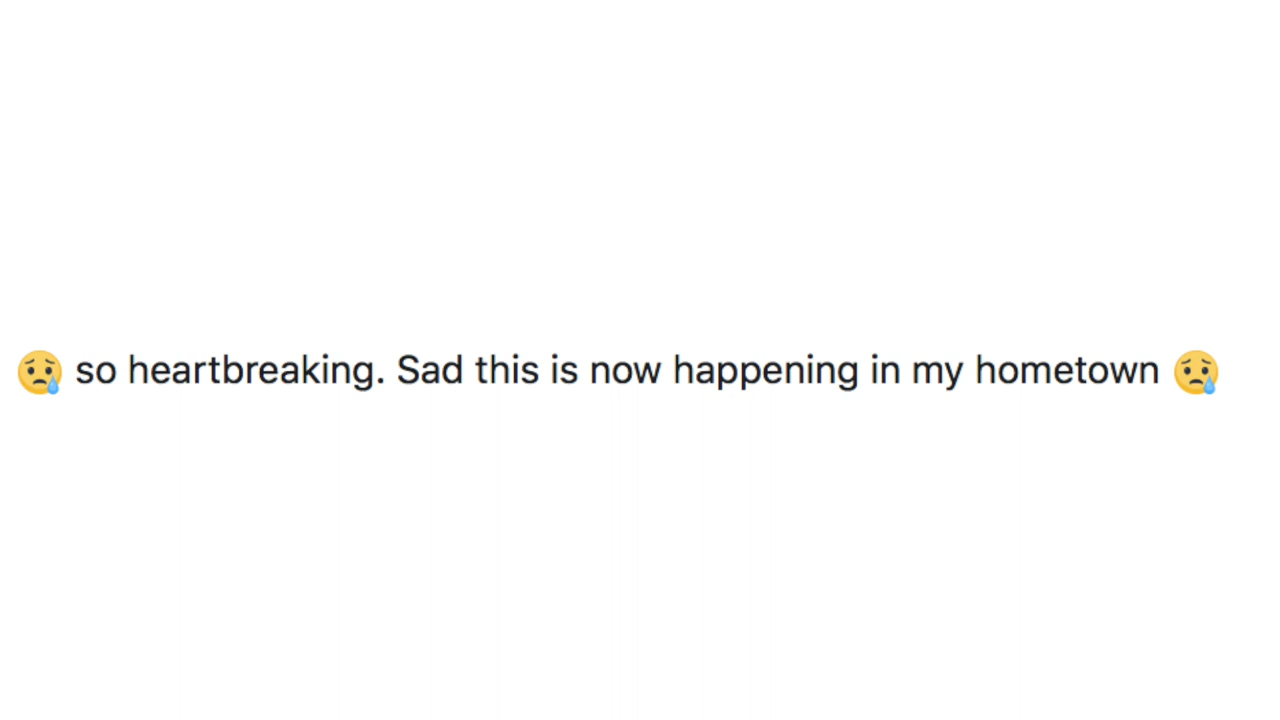 😢 so heartbreaking. Sad this is now happening in my hometown 😢